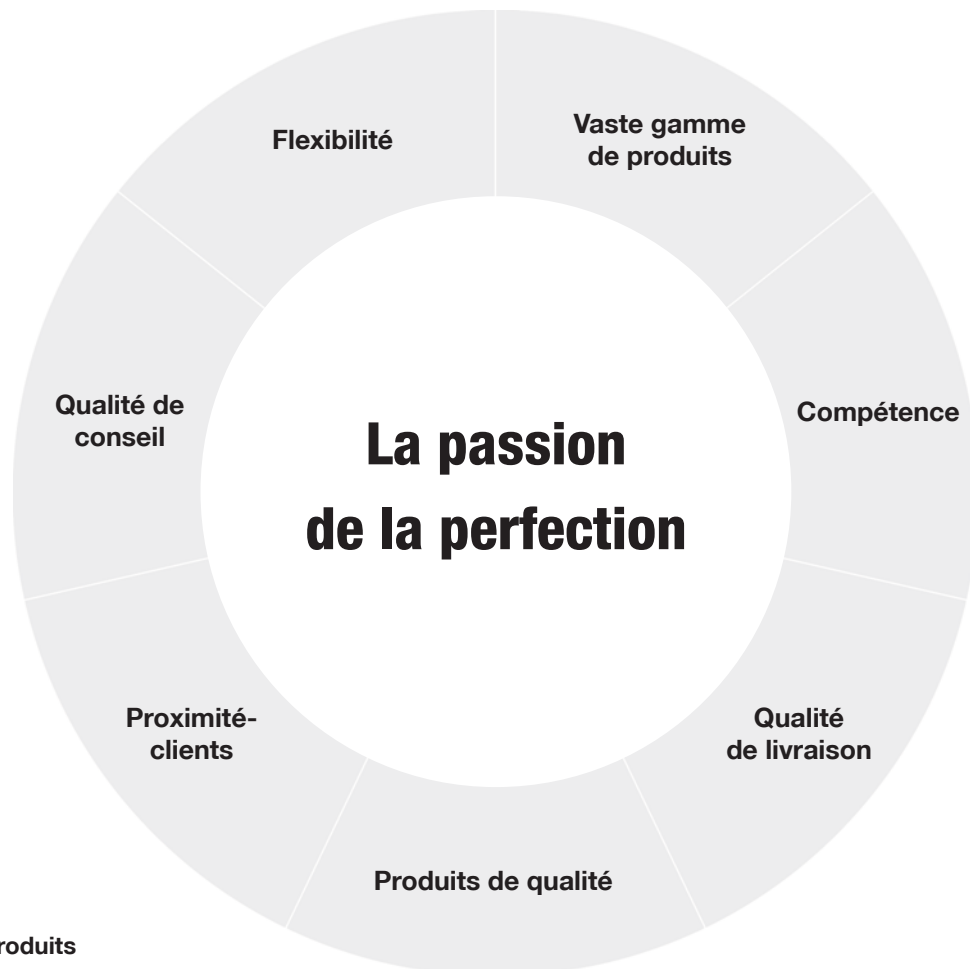 Flexibilité
Vaste gamme
de produits
Qualité de
conseil
Compétence
La passion
de la perfection
Proximité-
clients
Qualité
de livraison
Produits de qualité
roduits